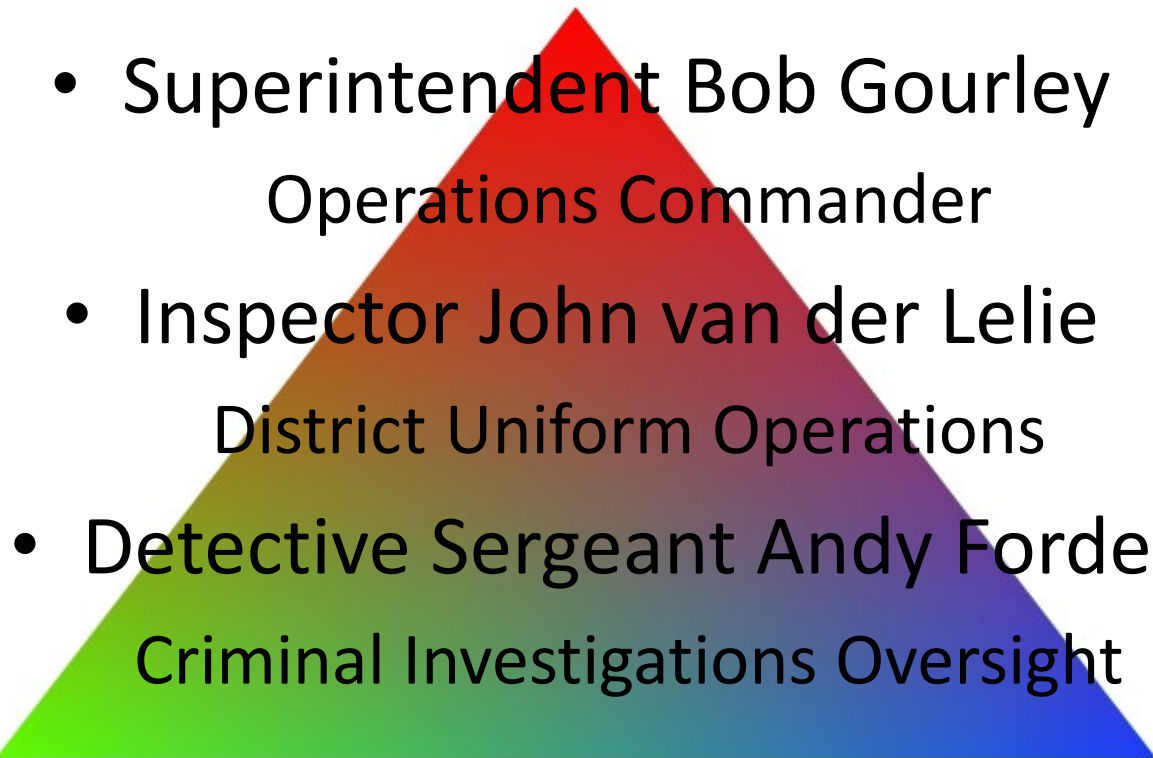 • Superintendent Bob Gourley
Operations Commander
• Inspector John van der Lelie
District Uniform Operations
• Detective Sergeant Andy Forde
Criminal Investigations Oversight